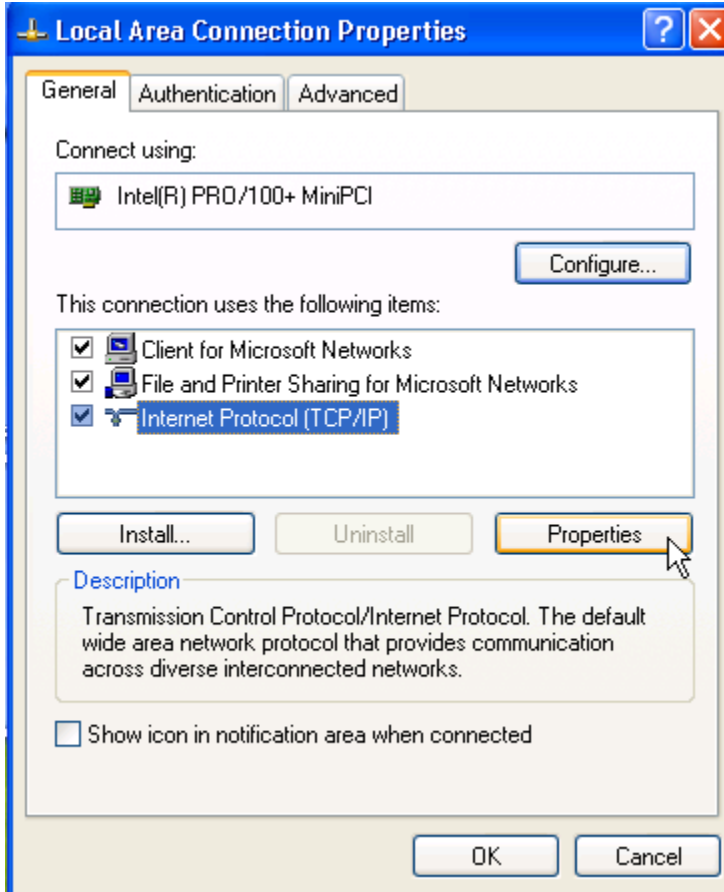 Local Area Connection Properties
General
Authentication
Advanced
Connect using:
Intel(R) PRO/100+ MiniPCI
Configure...
This connection uses the following items:
Client for Microsoft Networks
File and Printer Sharing for Microsoft Networks
Internet Protocol (TCP/IP)
Install...
Uninstall
Properties
Description
Transmission Control Protocol/Internet Protocol. The default
wide area network protocol that provides communication
across diverse interconnected networks.
Show icon in notification area when connected
OK
Cancel